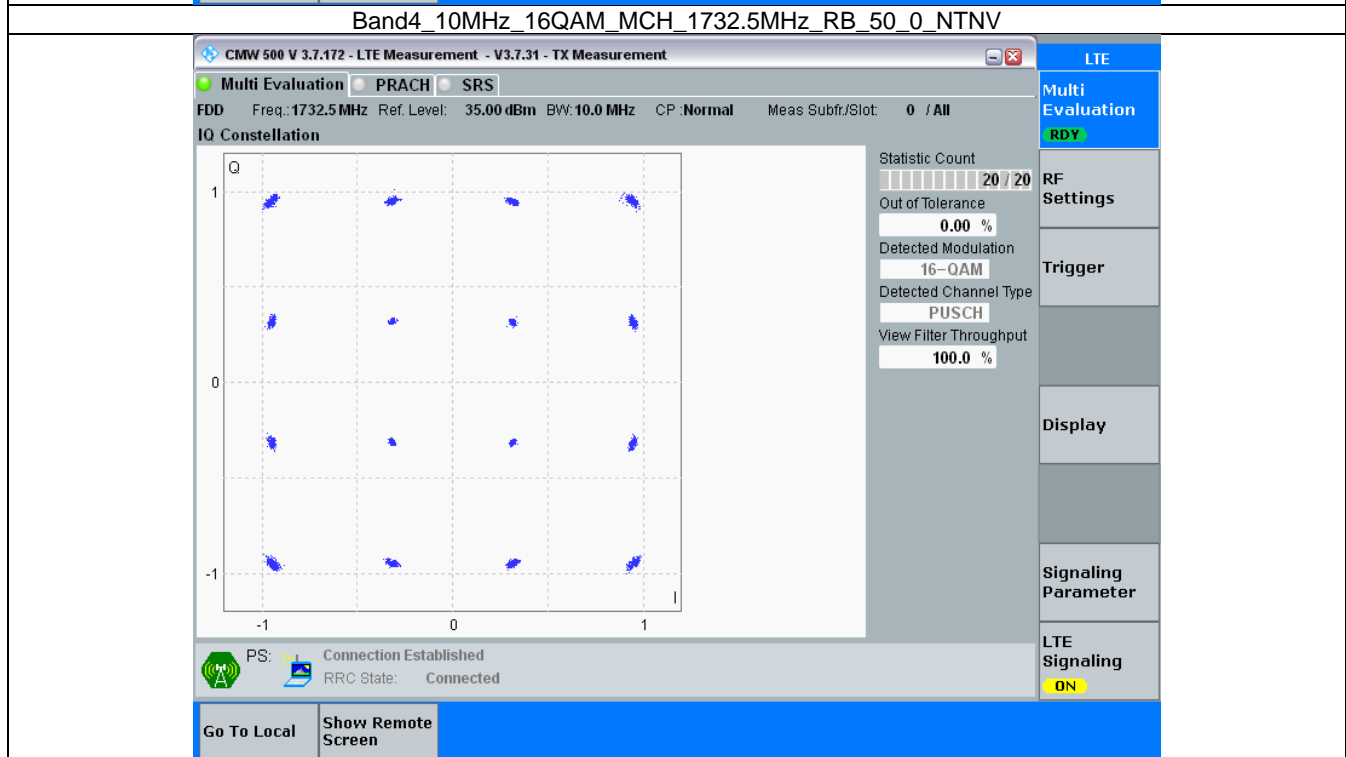 Band4_10MHz_16QAM_MCH_1732.5MHz_RB_50_0_NTNV
CMW 500 V 3.7.172 - LTE Measurement - V3.7.31 - TX Measurement
LTE
Multi Evaluation PRACH SRS
Multi
Evaluation
RDY
FDD Freq.:1732.5 MHz Ref. Level: 35.00 dBm BW:10.0 MHz CP :Normal Meas Subfr./Slot: 0 / All
IQ Constellation
Q
1
0
-1
I
-1 0 1
Statistic Count
20 / 20
Out of Tolerance
0.00 %
Detected Modulation
16-QAM
Detected Channel Type
PUSCH
View Filter Throughput
100.0 %
RF
Settings
Trigger
Display
Signaling
Parameter
LTE
Signaling
ON
PS: Connection Established
RRC State: Connected
Go To Local
Show Remote
Screen